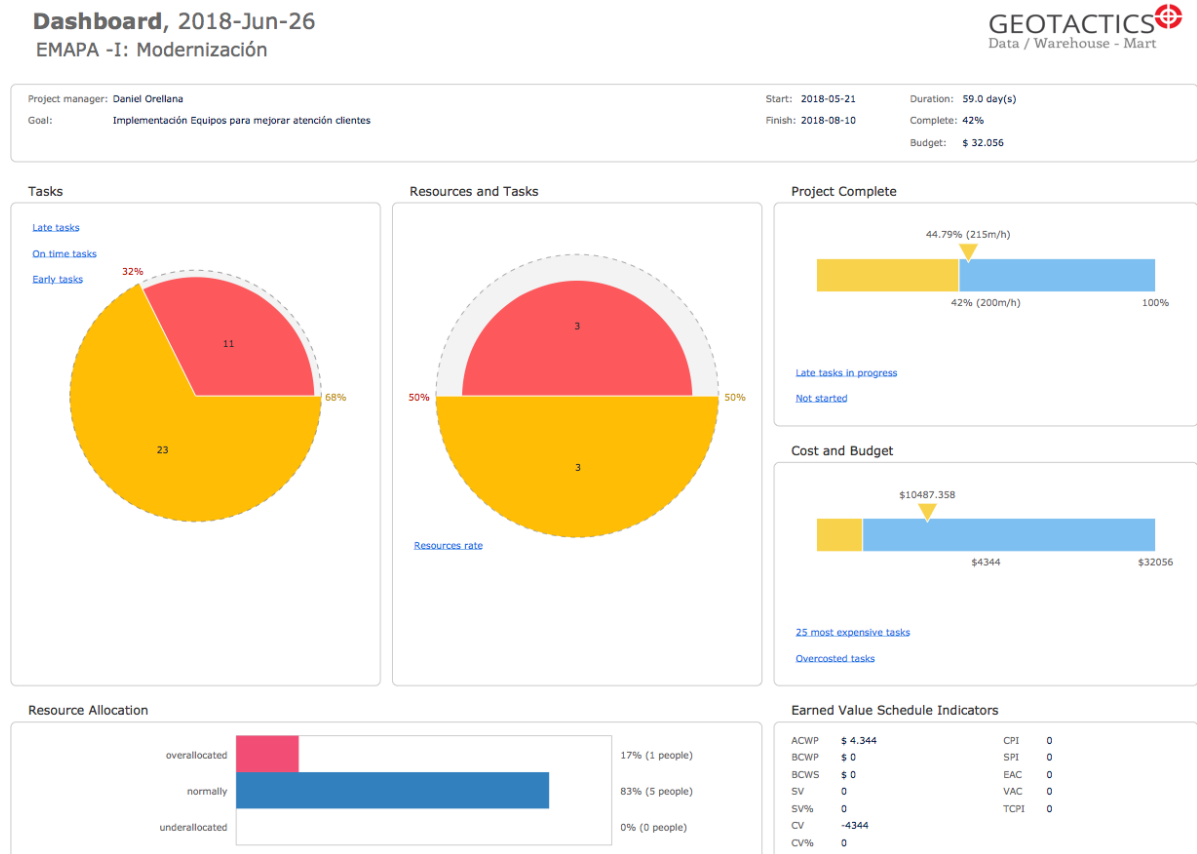 Dashboard, 2018-Jun-26
EMAPA -I: Modernización
GEOTACTICS
Data / Warehouse - Mart
Project manager: Daniel Orellana
Goal: Implementación Equipos para mejorar atención clientes
Start: 2018-05-21
Finish: 2018-08-10
Duration: 59.0 day(s)
Complete: 42%
Budget: $ 32.056
Tasks
Late tasks
On time tasks
Early tasks
32%
11
68%
23
Resources and Tasks
3
50%
50%
3
Resources rate
Project Complete
44.79% (215m/h)
42% (200m/h)
100%
Late tasks in progress
Not started
Cost and Budget
$10487.358
$4344
$32056
25 most expensive tasks
Overcosted tasks
Resource Allocation
overallocated 17% (1 people)
normally 83% (5 people)
underallocated 0% (0 people)
Earned Value Schedule Indicators
ACWP $ 4.344 CPI 0
BCWP $ 0 SPI 0
BCWS $ 0 EAC 0
SV 0 VAC 0
SV% 0 TCPI 0
CV -4344
CV% 0